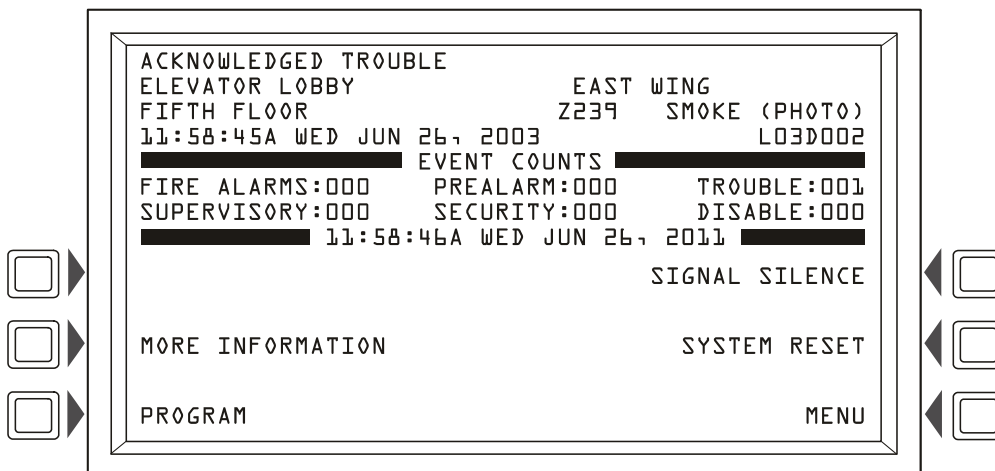 ACKNOWLEDGED TROUBLE
ELEVATOR LOBBY EAST WING
FIFTH FLOOR Z239 SMOKE (PHOTO)
11:58:45A WED JUN 26, 2003 L03D002
EVENT COUNTS
FIRE ALARMS:000 PREALARM:000 TROUBLE:001
SUPERVISORY:000 SECURITY:000 DISABLE:000
11:58:46A WED JUN 26, 2011
SIGNAL SILENCE
MORE INFORMATION SYSTEM RESET
PROGRAM MENU